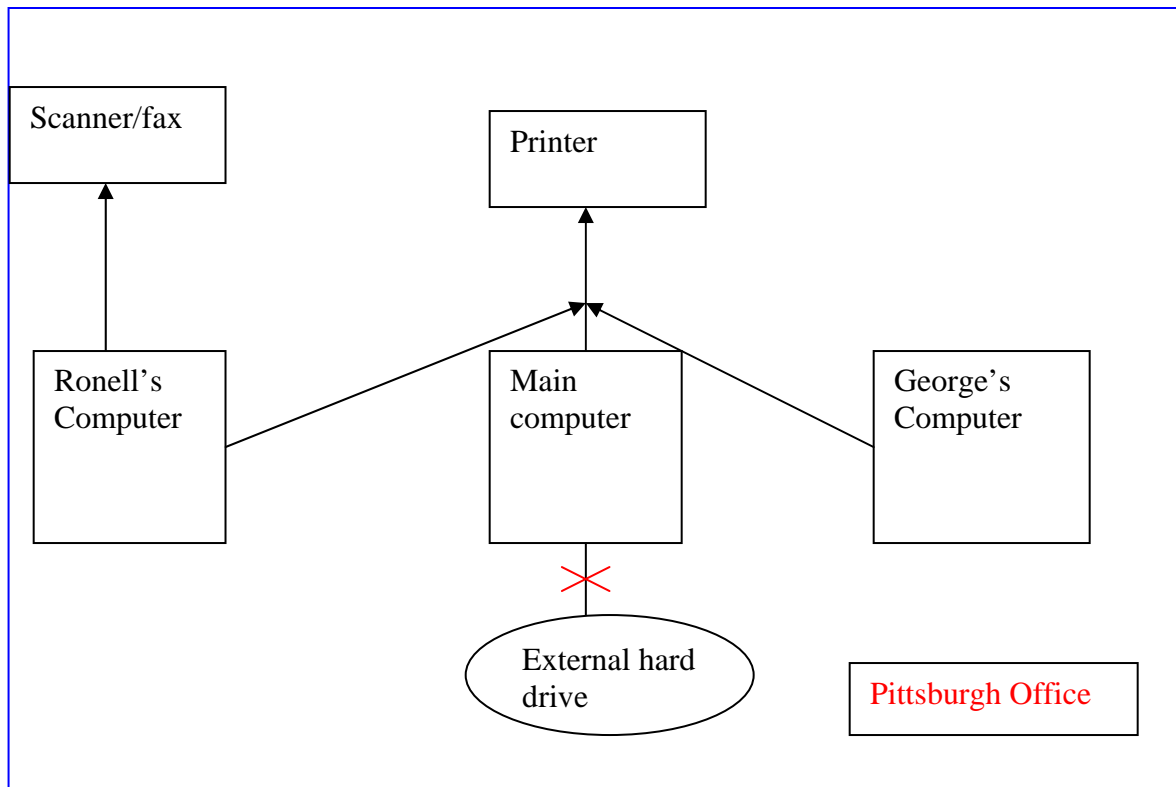 Scanner/fax
Printer
Ronell’s
Computer
Main
computer
George’s
Computer
External hard
drive
Pittsburgh Office